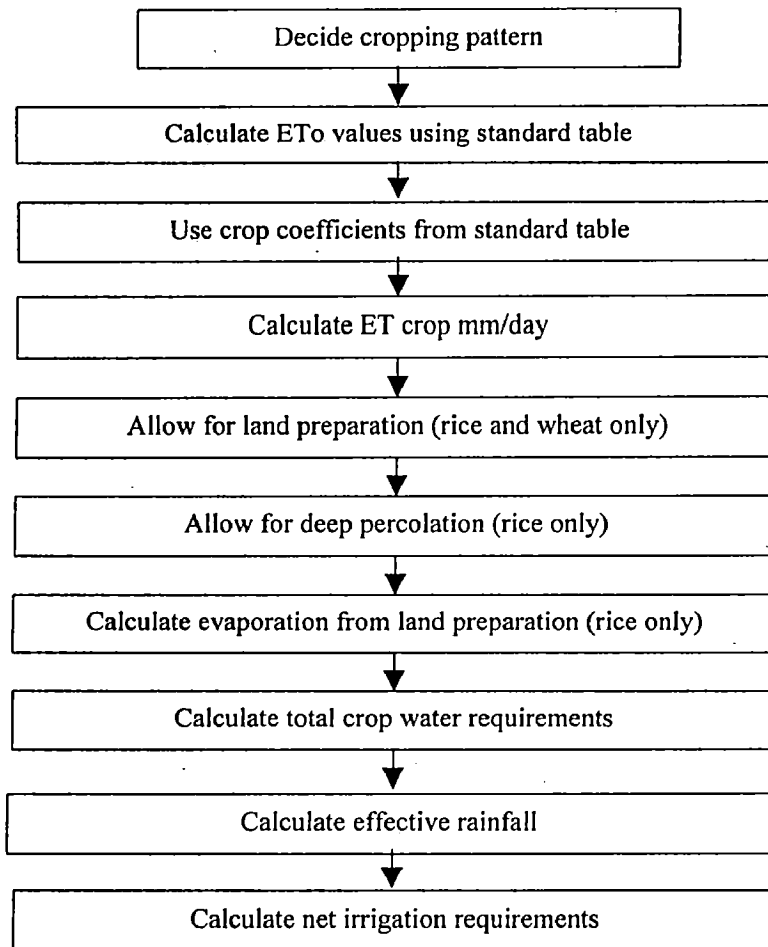 Decide cropping pattern
Calculate ETo values using standard table
Use crop coefficients from standard table
Calculate ET crop mm/day
Allow for land preparation (rice and wheat only)
Allow for deep percolation (rice only)
Calculate evaporation from land preparation (rice only)
Calculate total crop water requirements
Calculate effective rainfall
Calculate net irrigation requirements